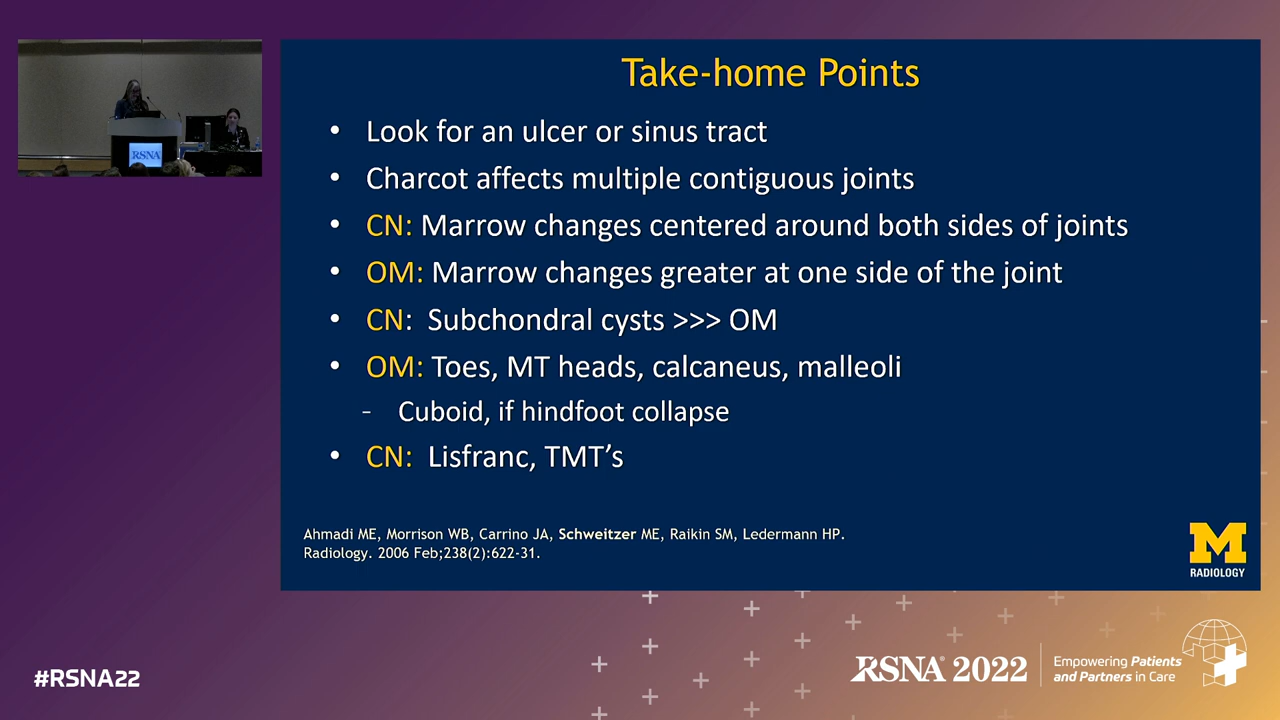 Take-home Points
• Look for an ulcer or sinus tract
• Charcot affects multiple contiguous joints
• CN: Marrow changes centered around both sides of joints
• OM: Marrow changes greater at one side of the joint
• CN: Subchondral cysts >>> OM
• OM: Toes, MT heads, calcaneus, malleoli
- Cuboid, if hindfoot collapse
• CN: Lisfranc, TMT’s
Ahmadi ME, Morrison WB, Carrino JA, Schweitzer ME, Raikin SM, Ledermann HP.
Radiology. 2006 Feb;238(2):622-31.
M
RADIOLOGY
RSNA
#RSNA22
RSNA® 2022
Empowering Patients
and Partners in Care